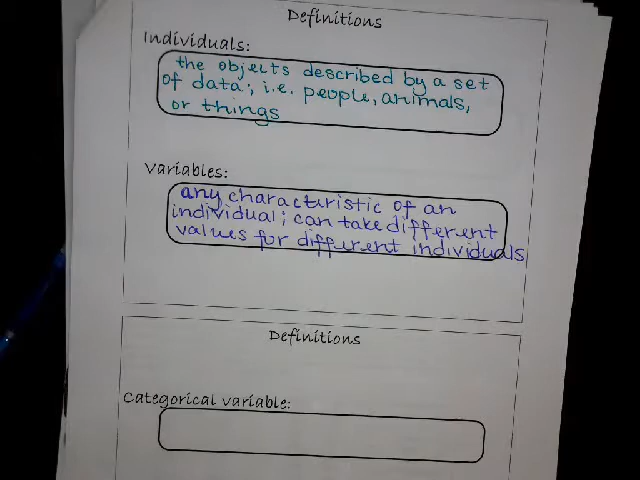 Definitions
Individuals:
the objects described by a set
of data; i.e. people, animals,
or things
Variables:
any characteristic of an
individual; can take different
values for different individuals
Definitions
Categorical variable: